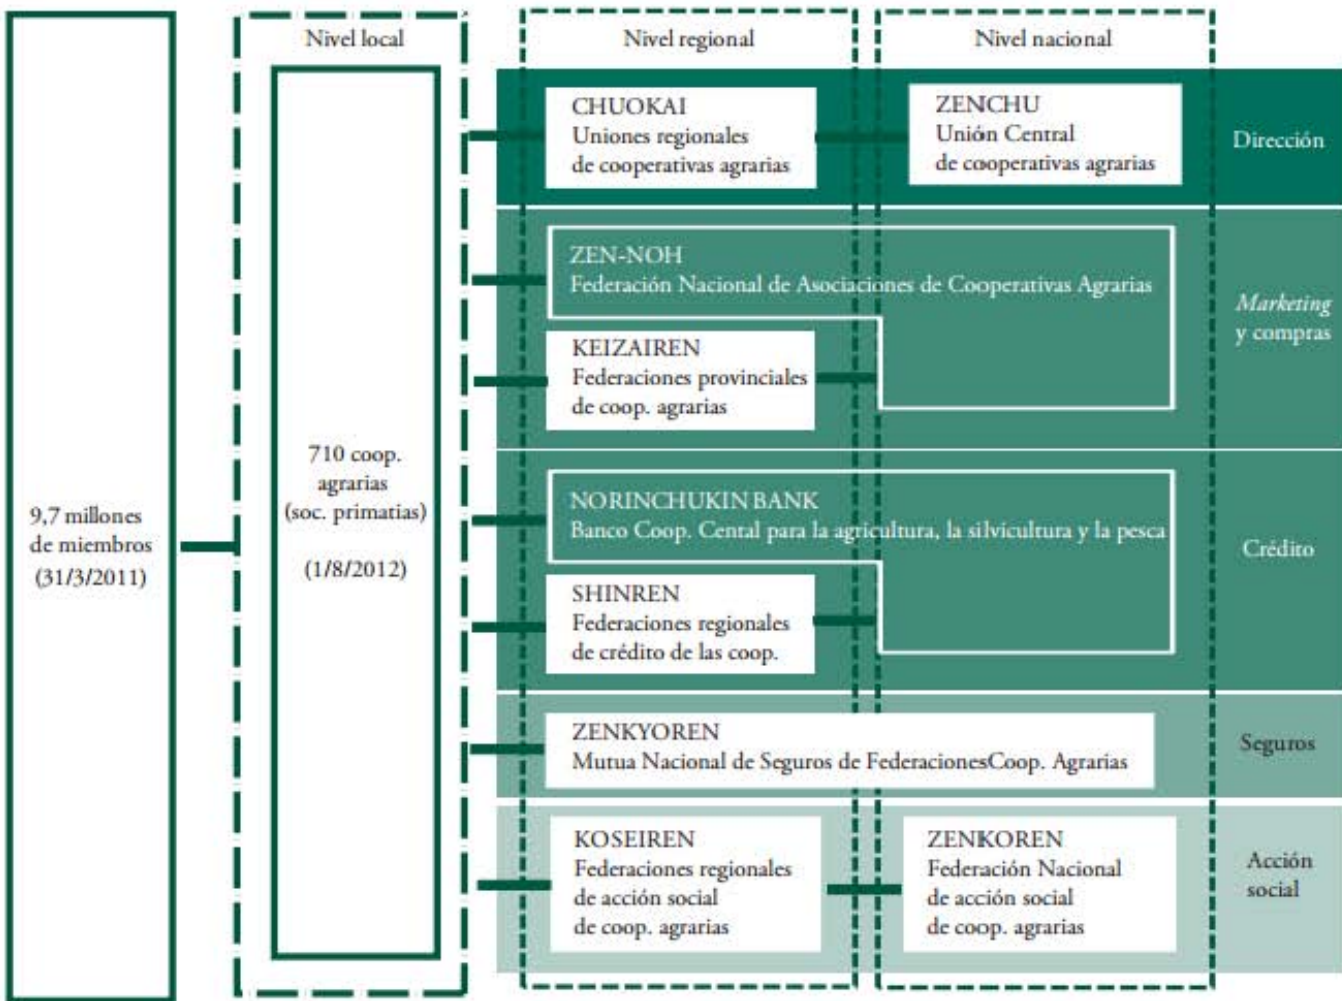 Nivel local
Nivel regional
Nivel nacional
9,7 millones
de miembros
(31/3/2011)
710 coop.
agrarias
(soc. primatias)
(1/8/2012)
CHUOKAI
Uniones regionales
de cooperativas agrarias
ZENCHU
Unión Central
de cooperativas agrarias
Dirección
ZEN-NOH
Federación Nacional de Asociaciones de Cooperativas Agrarias
KEIZAIREN
Federaciones provinciales
de coop. agrarias
Marketing
y compras
NORINCHUKIN BANK
Banco Coop. Cental para la agricultura, la silvicultura y la pesca
SHINREN
Federaciones regionales
de crédito de las coop.
Crédito
ZENKYOREN
Mutua Nacional de Seguros de FederacionesCoop. Agrarias
Seguros
KOSEIREN
Federaciones regionales
de acción social
de coop. agrarias
ZENKOREN
Federación Nacional
de acción social
de coop. agrarias
Acción
social